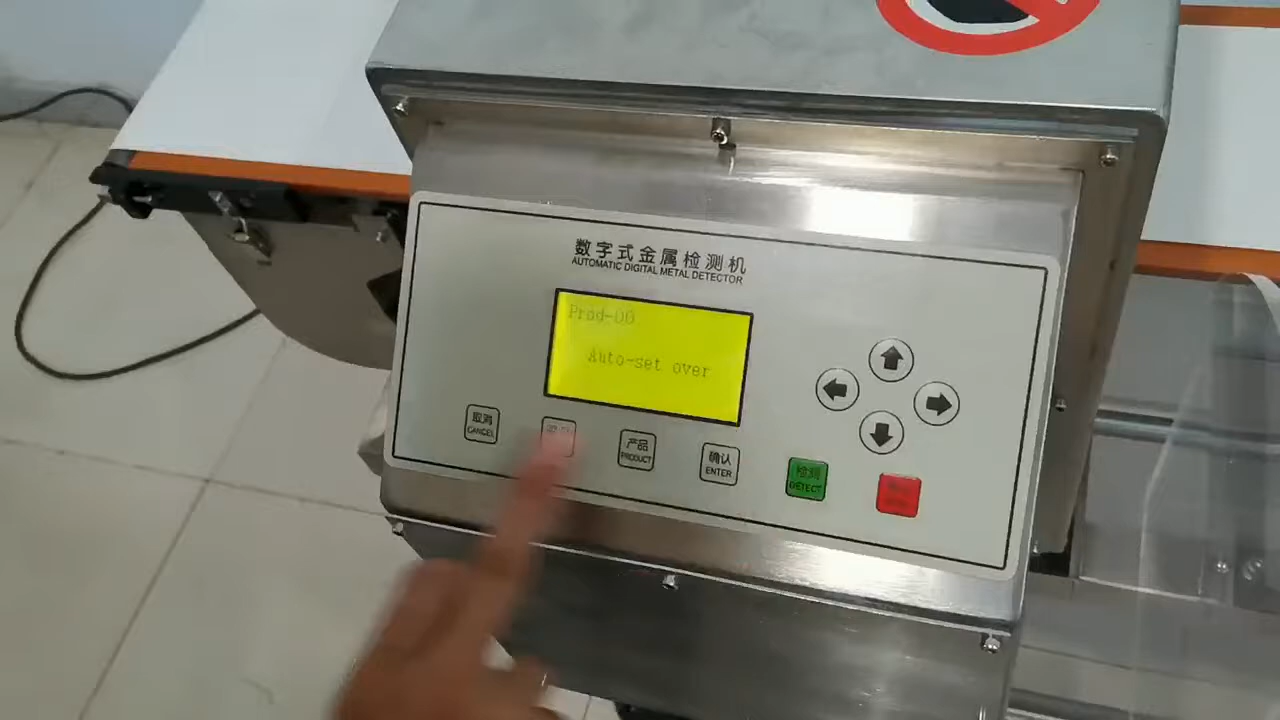 数字式金属检测机
AUTOMATIC DIGITAL METAL DETECTOR
Prod-00
Auto-set over
取消
CANCEL
产品
PRODUCT
确认
ENTER
检测
DETECT